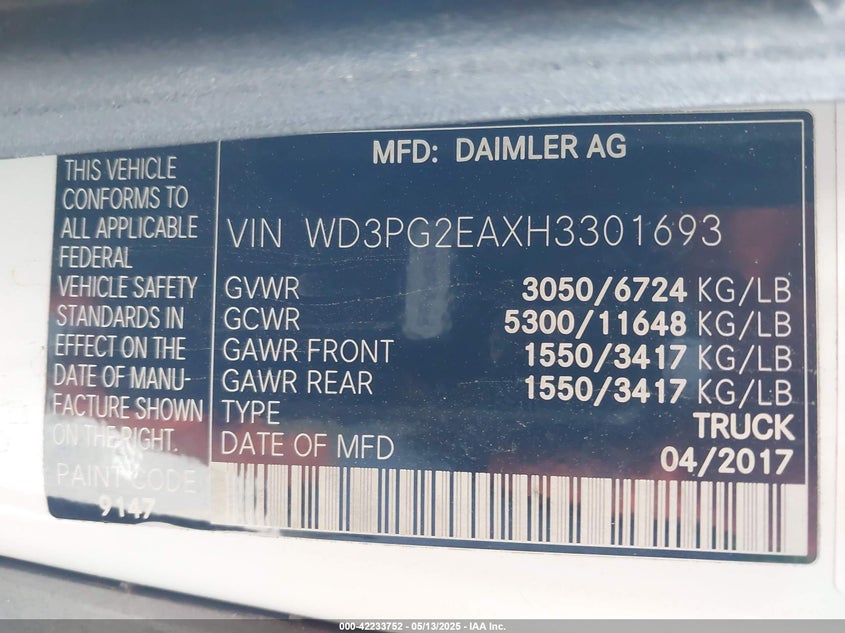 MFD: DAIMLER AG
THIS VEHICLE
CONFORMS TO
ALL APPLICABLE
FEDERAL
VEHICLE SAFETY
STANDARDS IN
EFFECT ON THE
DATE OF MANU-
FACTURE SHOWN
ON THE RIGHT.
PAINT CODE
9147
VIN WD3PG2EAXH3301693
GVWR 3050/6724 KG/LB
GCWR 5300/11648 KG/LB
GAWR FRONT 1550/3417 KG/LB
GAWR REAR 1550/3417 KG/LB
TYPE TRUCK
DATE OF MFD 04/2017
000-42233752 — 05/13/2025 — IAA Inc.